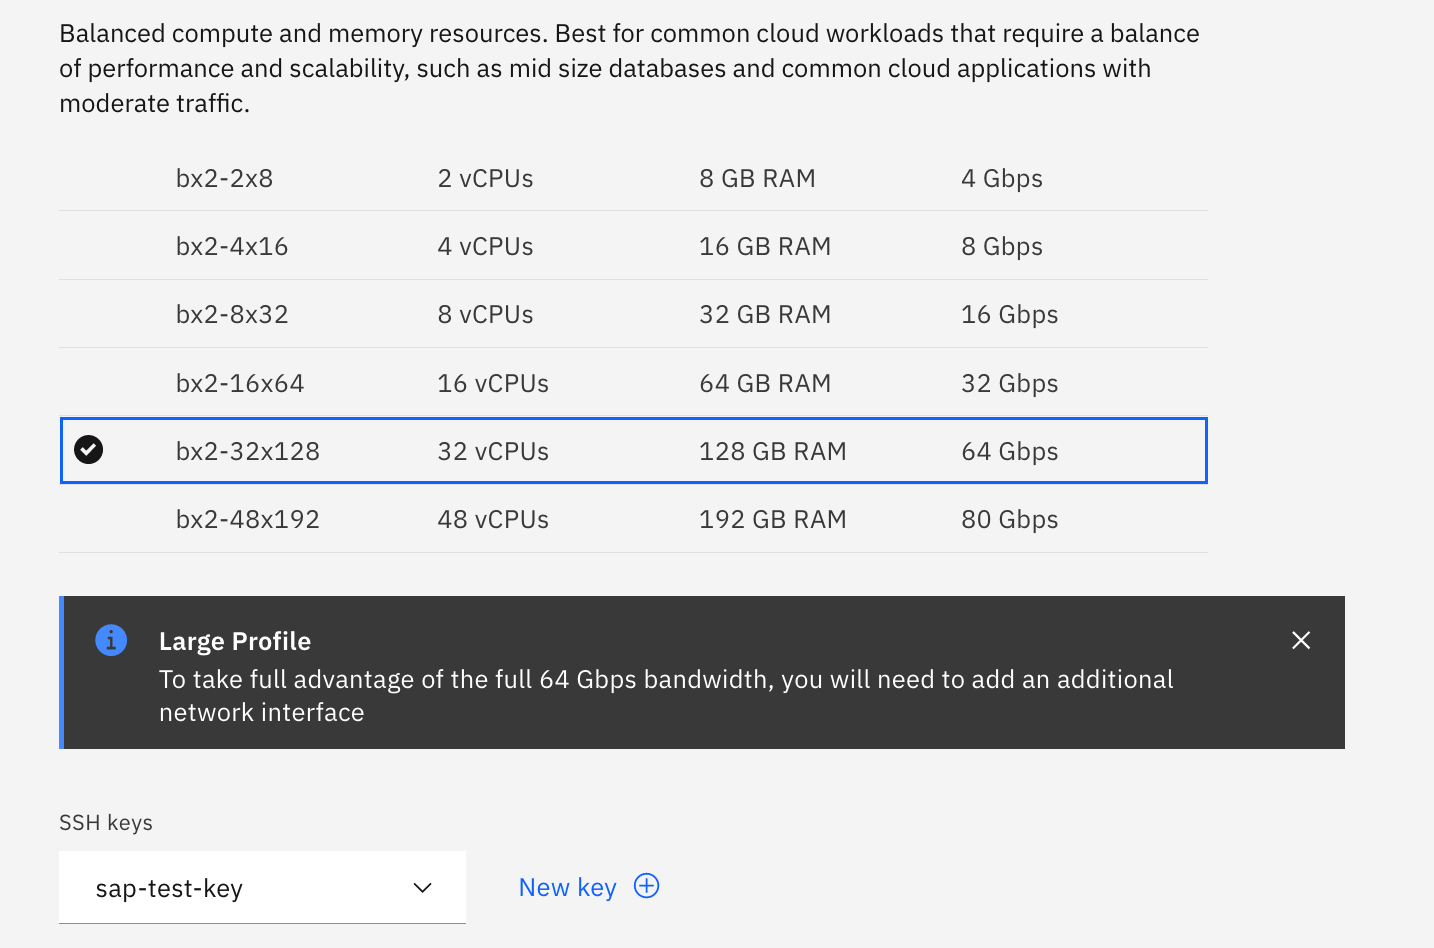 Balanced compute and memory resources. Best for common cloud workloads that require a balance
of performance and scalability, such as mid size databases and common cloud applications with
moderate traffic.
bx2-2x8 2 vCPUs 8 GB RAM 4 Gbps
bx2-4x16 4 vCPUs 16 GB RAM 8 Gbps
bx2-8x32 8 vCPUs 32 GB RAM 16 Gbps
bx2-16x64 16 vCPUs 64 GB RAM 32 Gbps
bx2-32x128 32 vCPUs 128 GB RAM 64 Gbps
bx2-48x192 48 vCPUs 192 GB RAM 80 Gbps
Large Profile
To take full advantage of the full 64 Gbps bandwidth, you will need to add an additional
network interface
SSH keys
sap-test-key New key